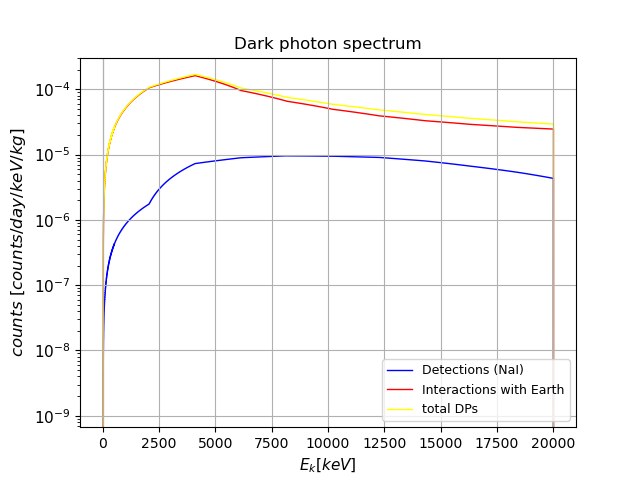 Dark photon spectrum
counts [counts/day/keV/kg]
10⁻⁴
10⁻⁵
10⁻⁶
10⁻⁷
10⁻⁸
10⁻⁹
Detections (NaI)
Interactions with Earth
total DPs
0 2500 5000 7500 10000 12500 15000 17500 20000
Eₖ[keV]